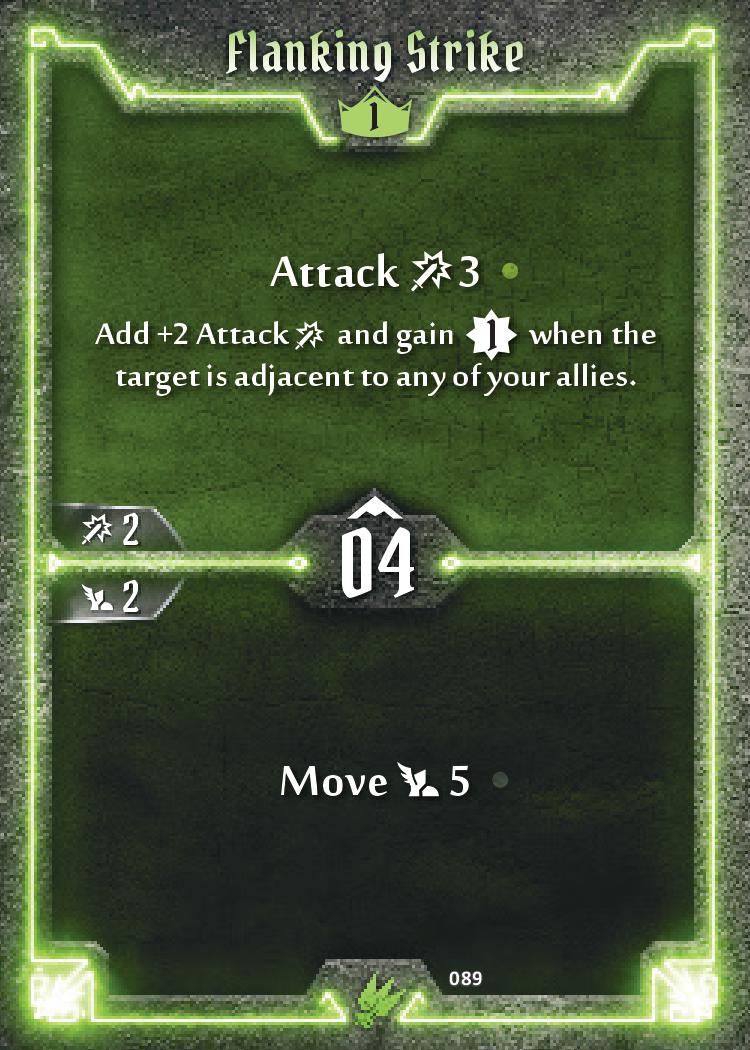 Flanking Strike
1
Attack 3
Add +2 Attack and gain 1 when the
target is adjacent to any of your allies.
2
04
2
Move 5
089